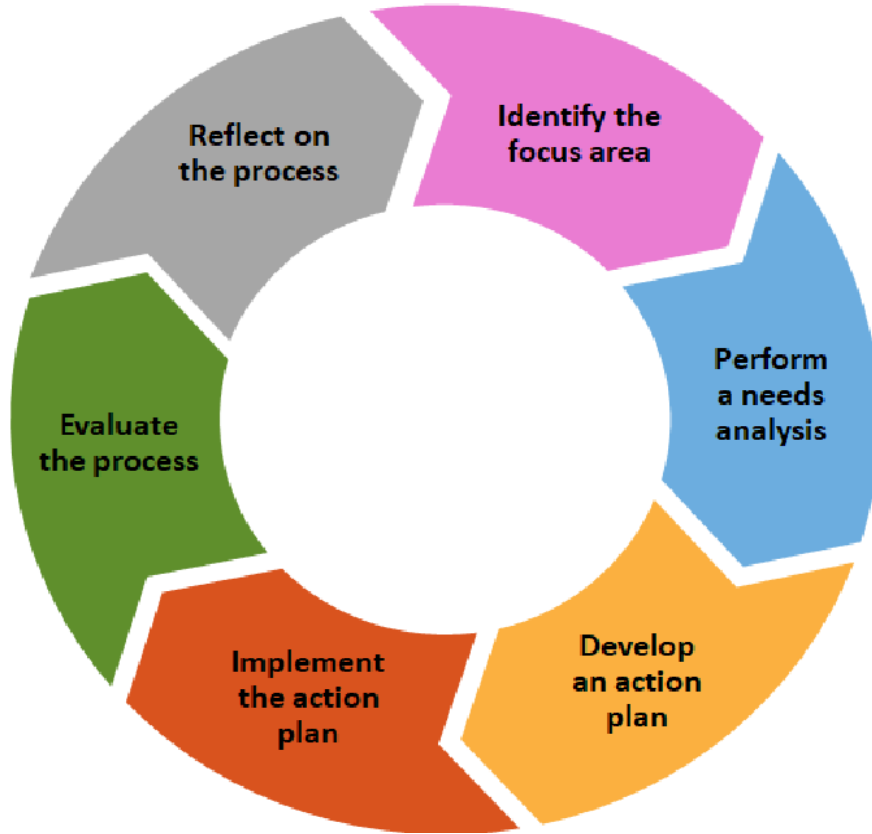 Identify the
focus area
Perform
a needs
analysis
Develop
an action
plan
Implement
the action
plan
Evaluate
the process
Reflect on
the process